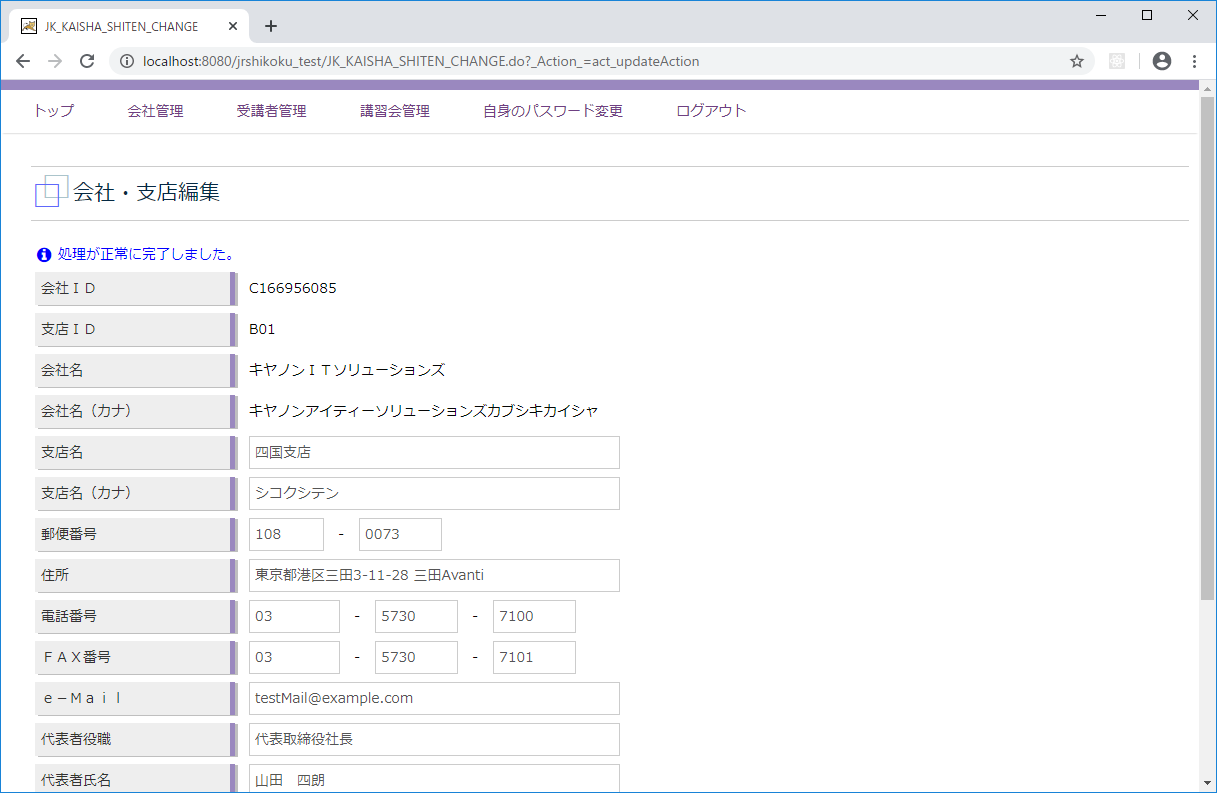 JK_KAISHA_SHITEN_CHANGE
localhost:8080/jrshikoku_test/JK_KAISHA_SHITEN_CHANGE.do?_Action_=act_updateAction
トップ 会社管理 受講者管理 講習会管理 自身のパスワード変更 ログアウト
会社・支店編集
処理が正常に完了しました。
会社ＩＤ C166956085
支店ＩＤ B01
会社名 キヤノンＩＴソリューションズ
会社名（カナ） キヤノンアイティーソリューションズカブシキカイシャ
支店名 四国支店
支店名（カナ） シコクシテン
郵便番号 108 - 0073
住所 東京都港区三田3-11-28 三田Avanti
電話番号 03 - 5730 - 7100
ＦＡＸ番号 03 - 5730 - 7101
ｅ－Ｍａｉｌ testMail@example.com
代表者役職 代表取締役社長
代表者氏名 山田　四朗